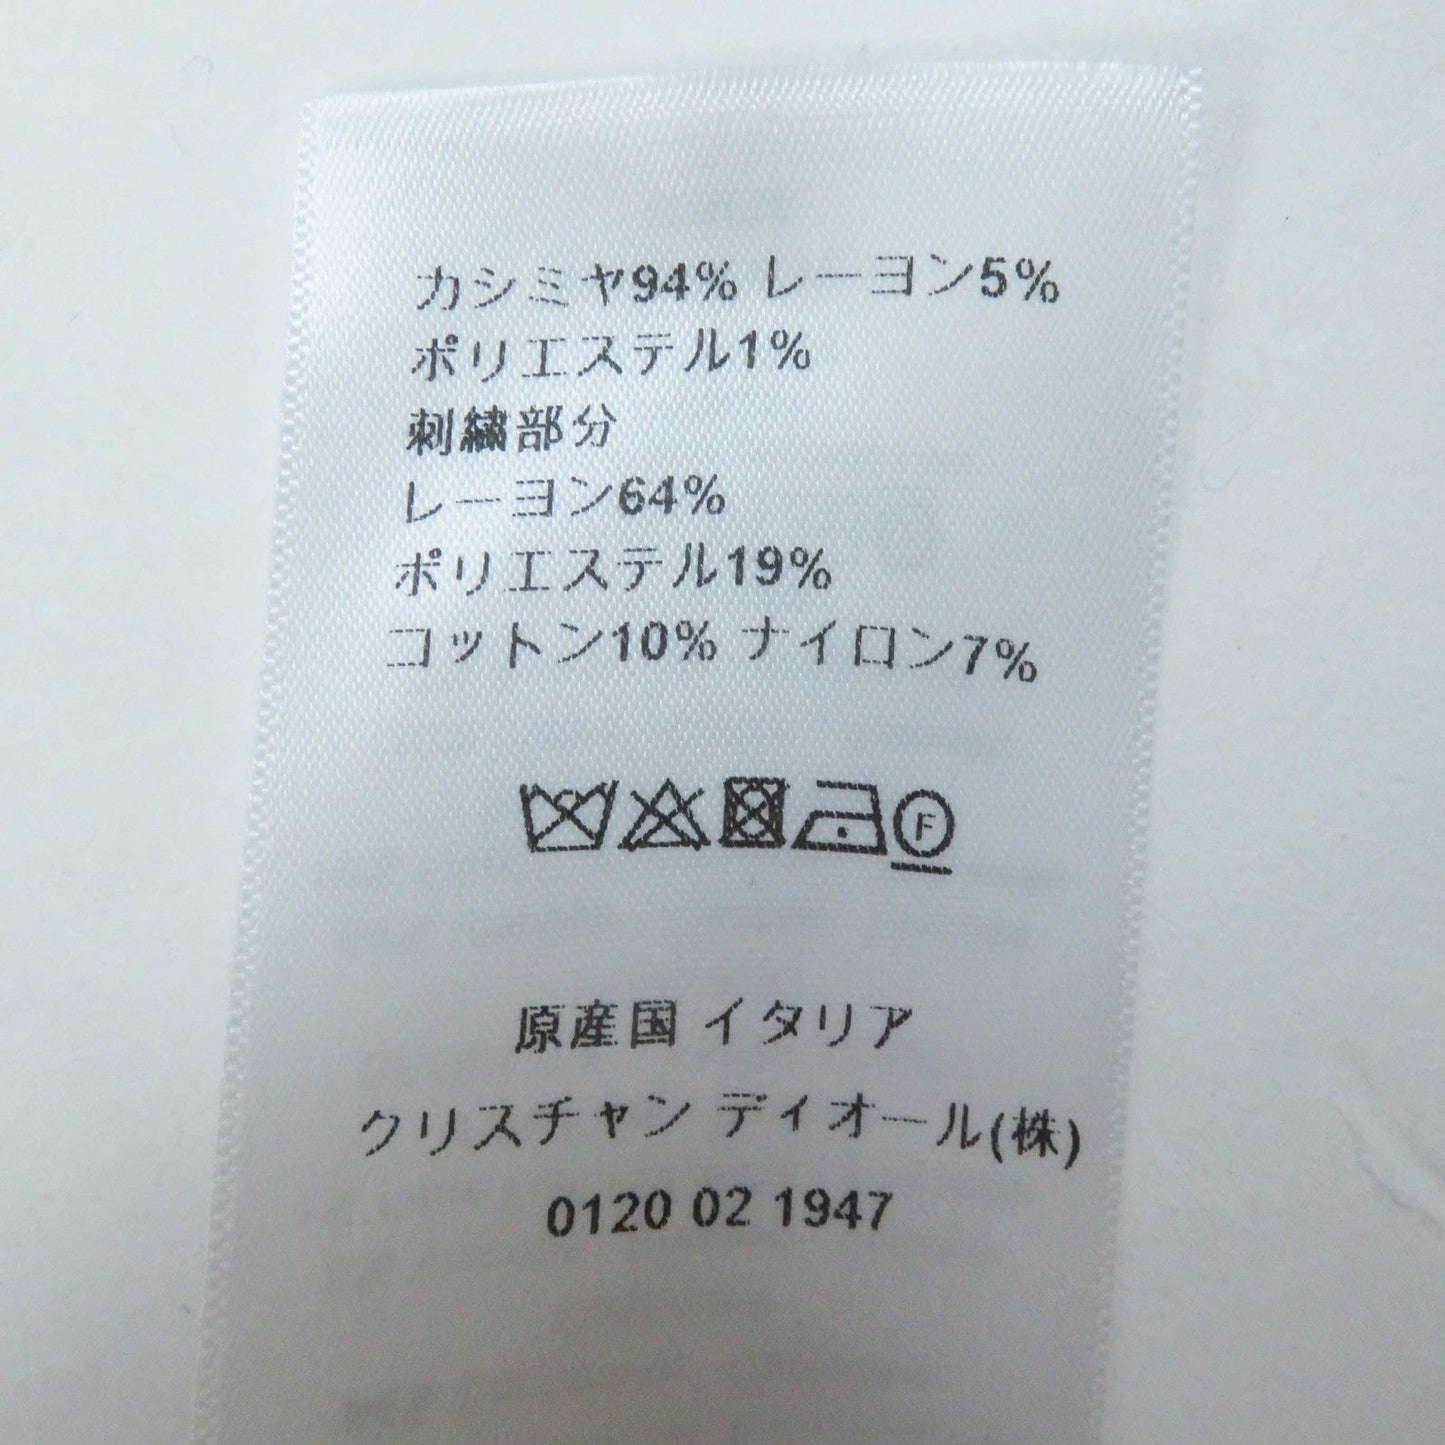 カシミヤ94% レーヨン5%
ポリエステル1%
刺繍部分
レーヨン64%
ポリエステル19%
コットン10% ナイロン7%
F
原産国 イタリア
クリスチャン ディオール(株)
0120 02 1947